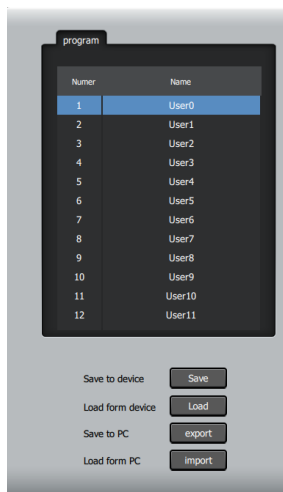 program
Numer Name
1 User0
2 User1
3 User2
4 User3
5 User4
6 User5
7 User6
8 User7
9 User8
10 User9
11 User10
12 User11
Save to device Save
Load form device Load
Save to PC export
Load form PC import